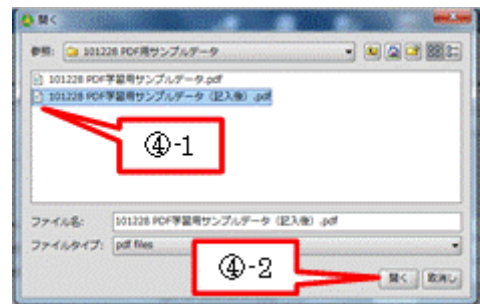 開く
参照: 101228 PDF用サンプルデータ
101228 PDF学習用サンプルデータ.pdf
101228 PDF学習用サンプルデータ（記入後）.pdf
④-1
ファイル名: 101228 PDF学習用サンプルデータ（記入後）.pdf
ファイルタイプ: pdf files
④-2
開く 取消し